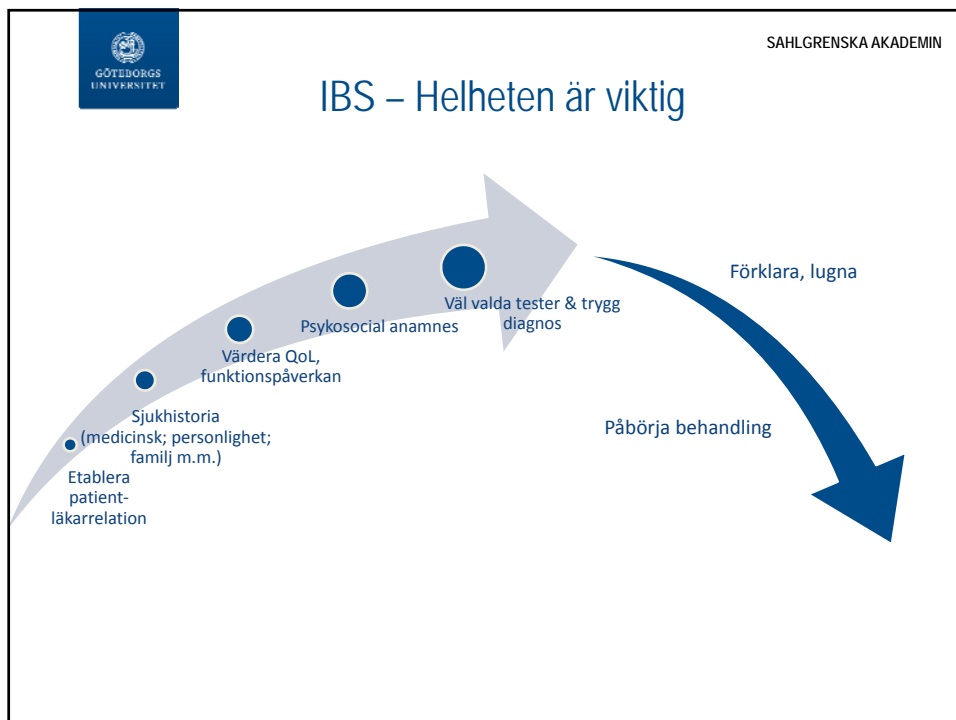 GÖTEBORGS
UNIVERSITET
SAHLGRENSKA AKADEMIN
IBS – Helheten är viktig
Etablera
patient-
läkarrelation
Sjukhistoria
(medicinsk; personlighet;
familj m.m.)
Värdera QoL,
funktionspåverkan
Psykosocial anamnes
Väl valda tester & trygg
diagnos
Förklara, lugna
Påbörja behandling